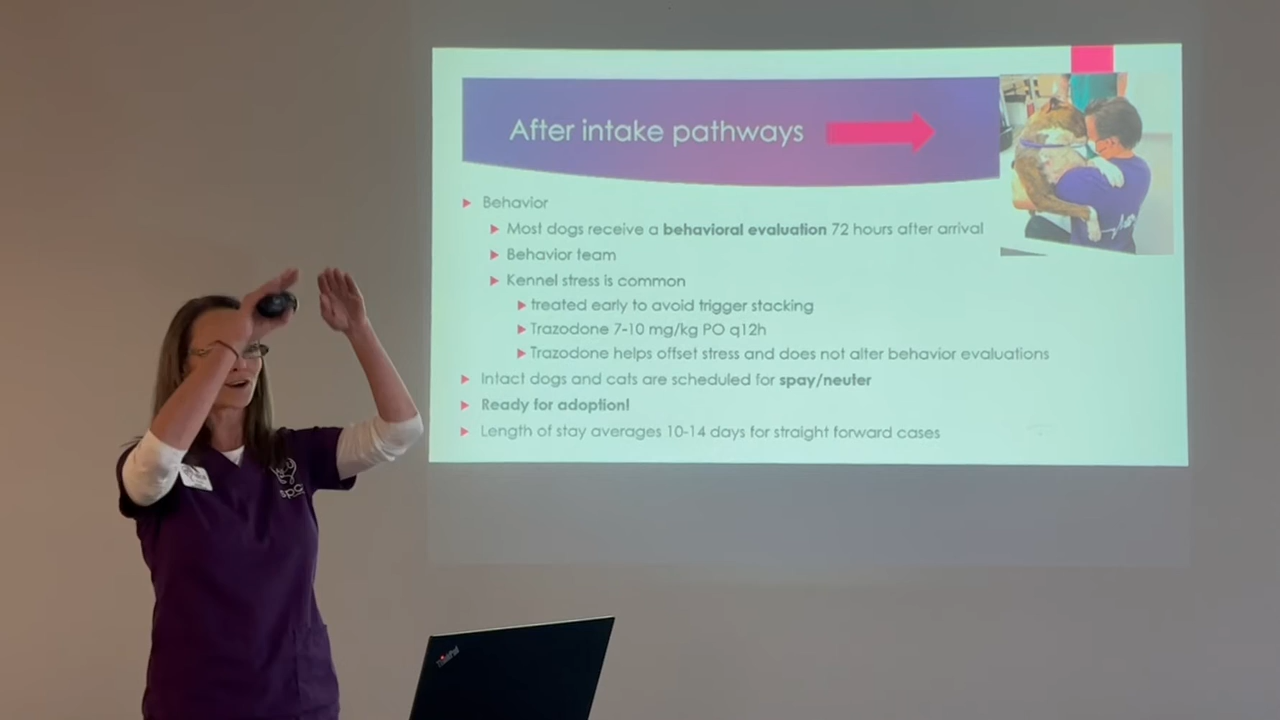 After intake pathways
Behavior
Most dogs receive a behavioral evaluation 72 hours after arrival
Behavior team
Kennel stress is common
treated early to avoid trigger stacking
Trazodone 7-10 mg/kg PO q12h
Trazodone helps offset stress and does not alter behavior evaluations
Intact dogs and cats are scheduled for spay/neuter
Ready for adoption!
Length of stay averages 10-14 days for straight forward cases
ThinkPad